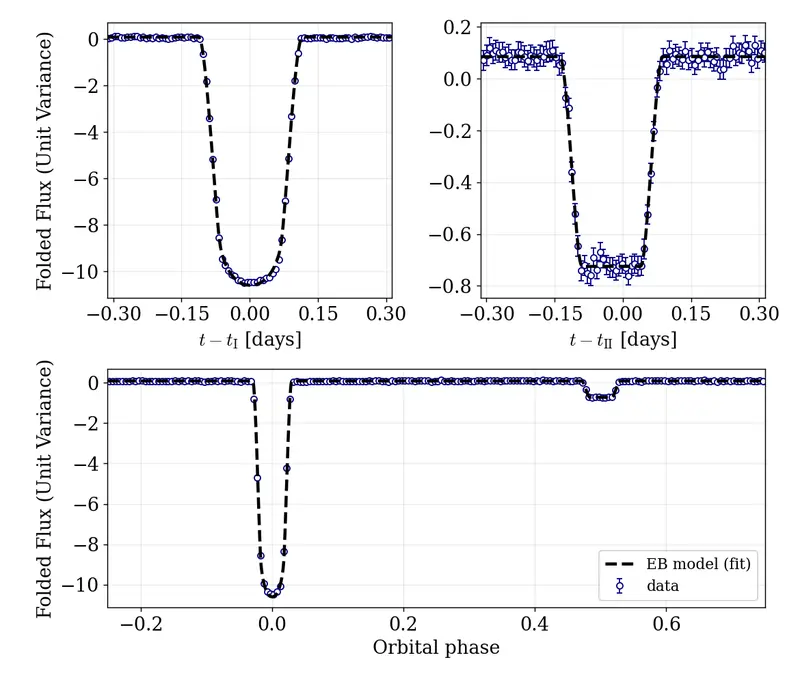 Folded Flux (Unit Variance)
0
−2
−4
−6
−8
−10
−0.30 −0.15 0.00 0.15 0.30
t − tI [days]
0.2
0.0
−0.2
−0.4
−0.6
−0.8
−0.30 −0.15 0.00 0.15 0.30
t − tII [days]
Folded Flux (Unit Variance)
0
−2
−4
−6
−8
−10
−0.2 0.0 0.2 0.4 0.6
Orbital phase
EB model (fit)
data